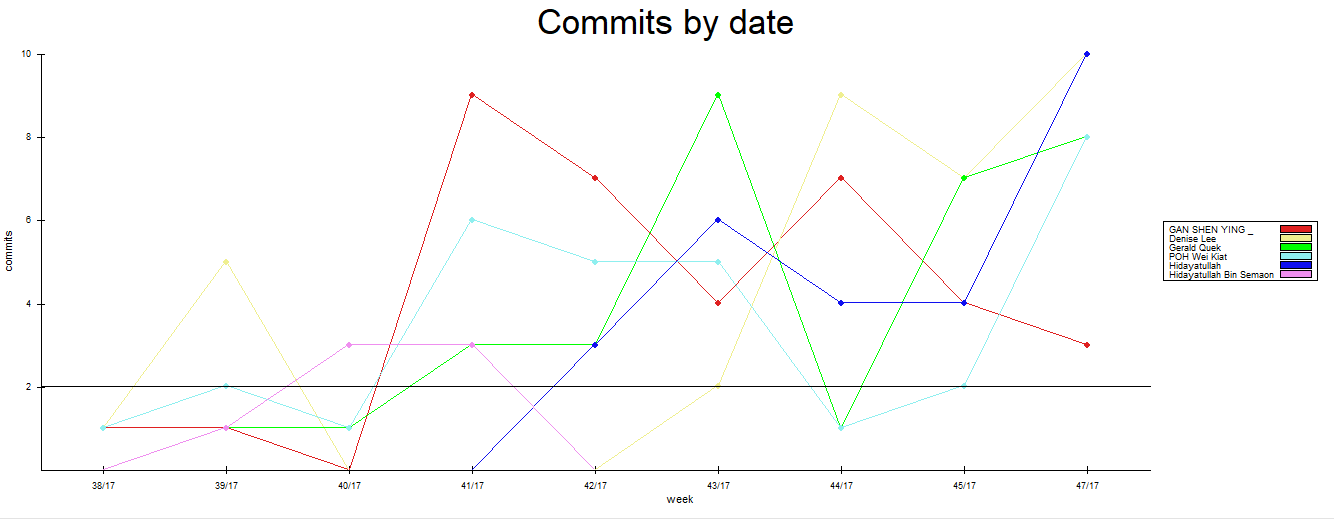 Commits by date
10
8
6
4
2
commits
38/17 39/17 40/17 41/17 42/17 43/17 44/17 45/17 47/17
week
GAN SHEN YING _
Denise Lee
Gerald Quek
POH Wei Kiat
Hidayatullah
Hidayatullah Bin Semaon